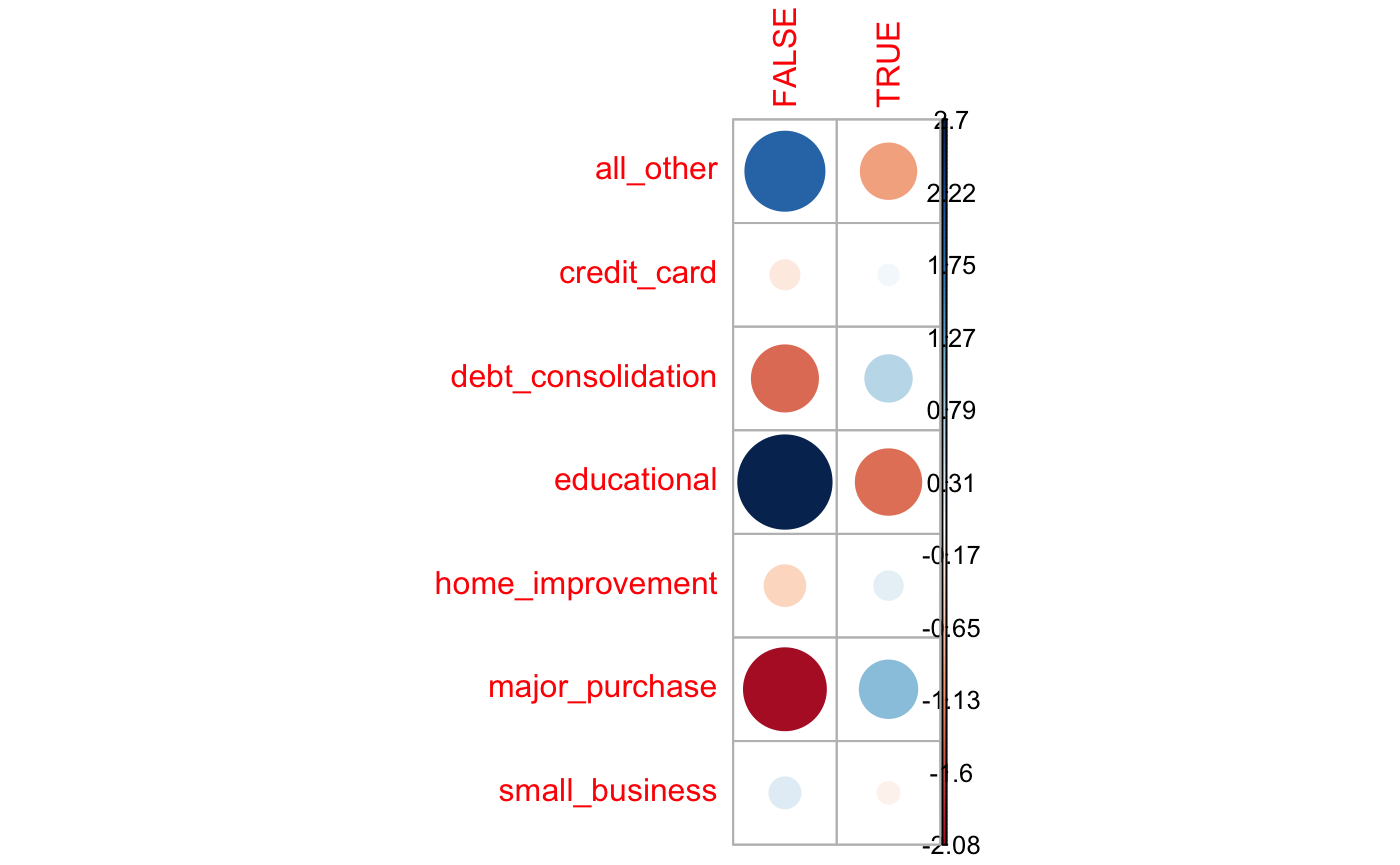 FALSE TRUE
2.7
all_other
2.22
1.75
credit_card
1.27
debt_consolidation
0.79
educational
0.31
-0.17
home_improvement
-0.65
major_purchase
-1.13
-1.6
small_business
-2.08